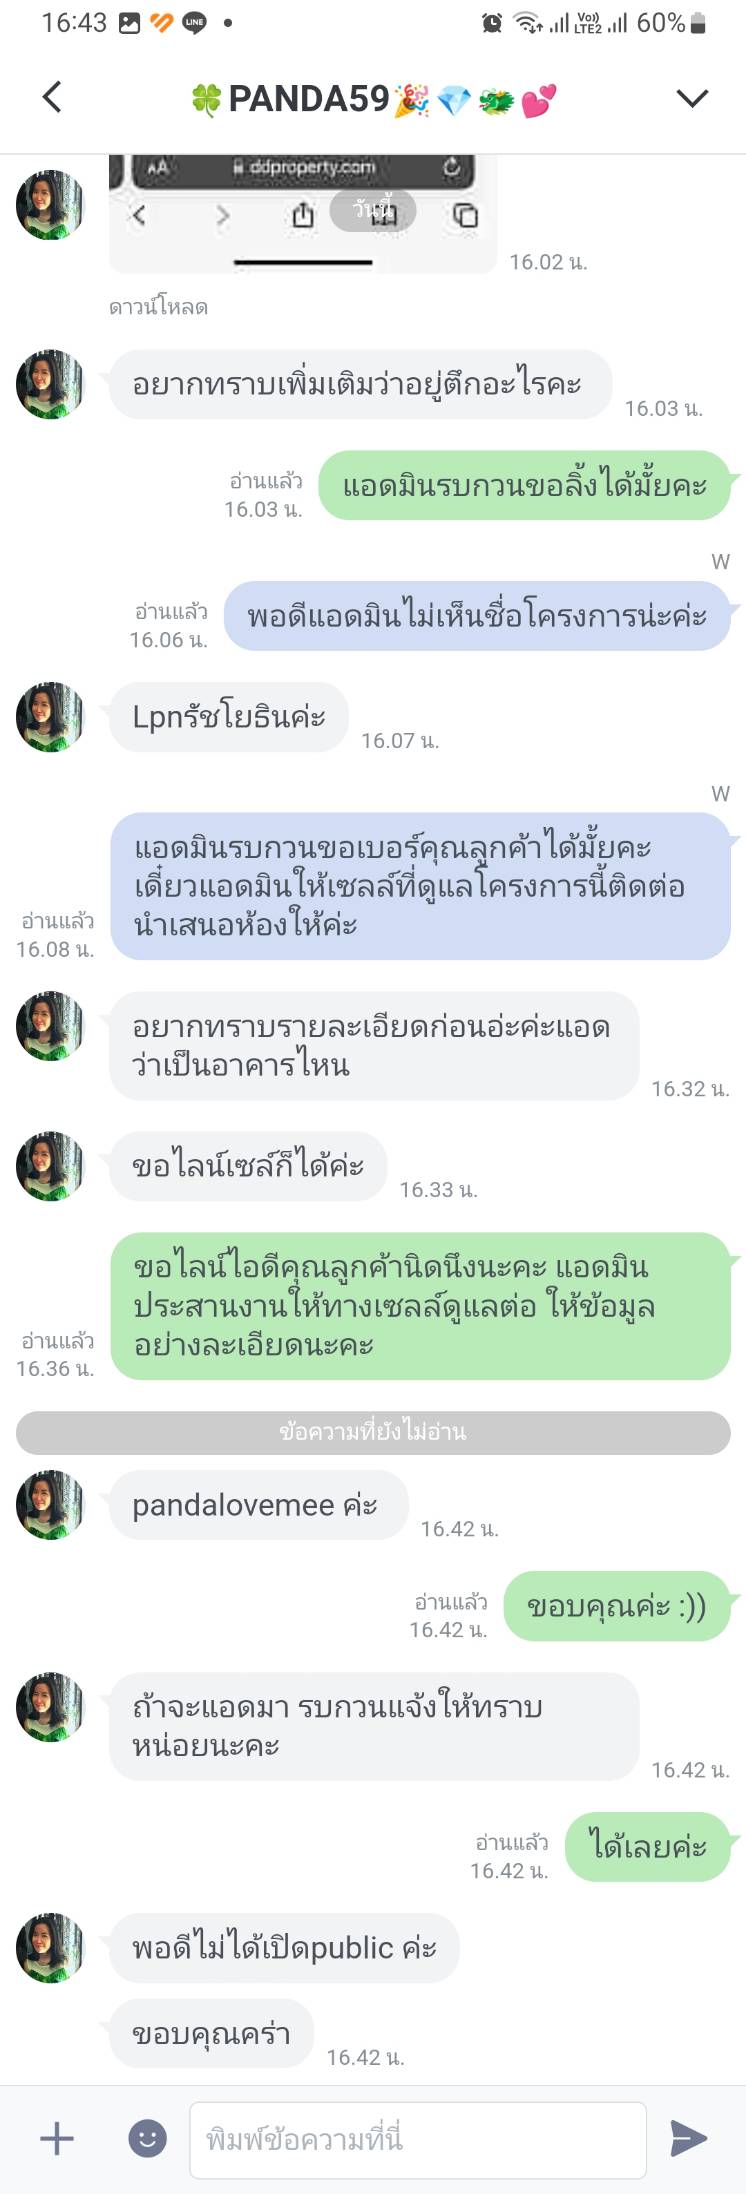 16:43
LINE
Vo))
LTE2
60%
🍀PANDA59🎉💎🐲💕
AA
ddproperty.com
วันนี้
16.02 น.
ดาวน์โหลด
อยากทราบเพิ่มเติมว่าอยู่ตึกอะไรคะ
16.03 น.
อ่านแล้ว
16.03 น.
แอดมินรบกวนขอลิ้งได้มั้ยคะ
W
อ่านแล้ว
16.06 น.
พอดีแอดมินไม่เห็นชื่อโครงการน่ะค่ะ
Lpnรัชโยธินค่ะ
16.07 น.
W
แอดมินรบกวนขอเบอร์คุณลูกค้าได้มั้ยคะ
เดี๋ยวแอดมินให้เซลล์ที่ดูแลโครงการนี้ติดต่อ
นำเสนอห้องให้ค่ะ
อ่านแล้ว
16.08 น.
อยากทราบรายละเอียดก่อนอ่ะค่ะแอด
ว่าเป็นอาคารไหน
16.32 น.
ขอไลน์เซล์ก็ได้ค่ะ
16.33 น.
ขอไลน์ไอดีคุณลูกค้านิดนึงนะคะ แอดมิน
ประสานงานให้ทางเซลล์ดูแลต่อ ให้ข้อมูล
อย่างละเอียดนะคะ
อ่านแล้ว
16.36 น.
ข้อความที่ยังไม่อ่าน
pandalovemee ค่ะ
16.42 น.
อ่านแล้ว
16.42 น.
ขอบคุณค่ะ :))
ถ้าจะแอดมา รบกวนแจ้งให้ทราบ
หน่อยนะคะ
16.42 น.
อ่านแล้ว
16.42 น.
ได้เลยค่ะ
พอดีไม่ได้เปิดpublic ค่ะ
ขอบคุณคร่า
16.42 น.
พิมพ์ข้อความที่นี่